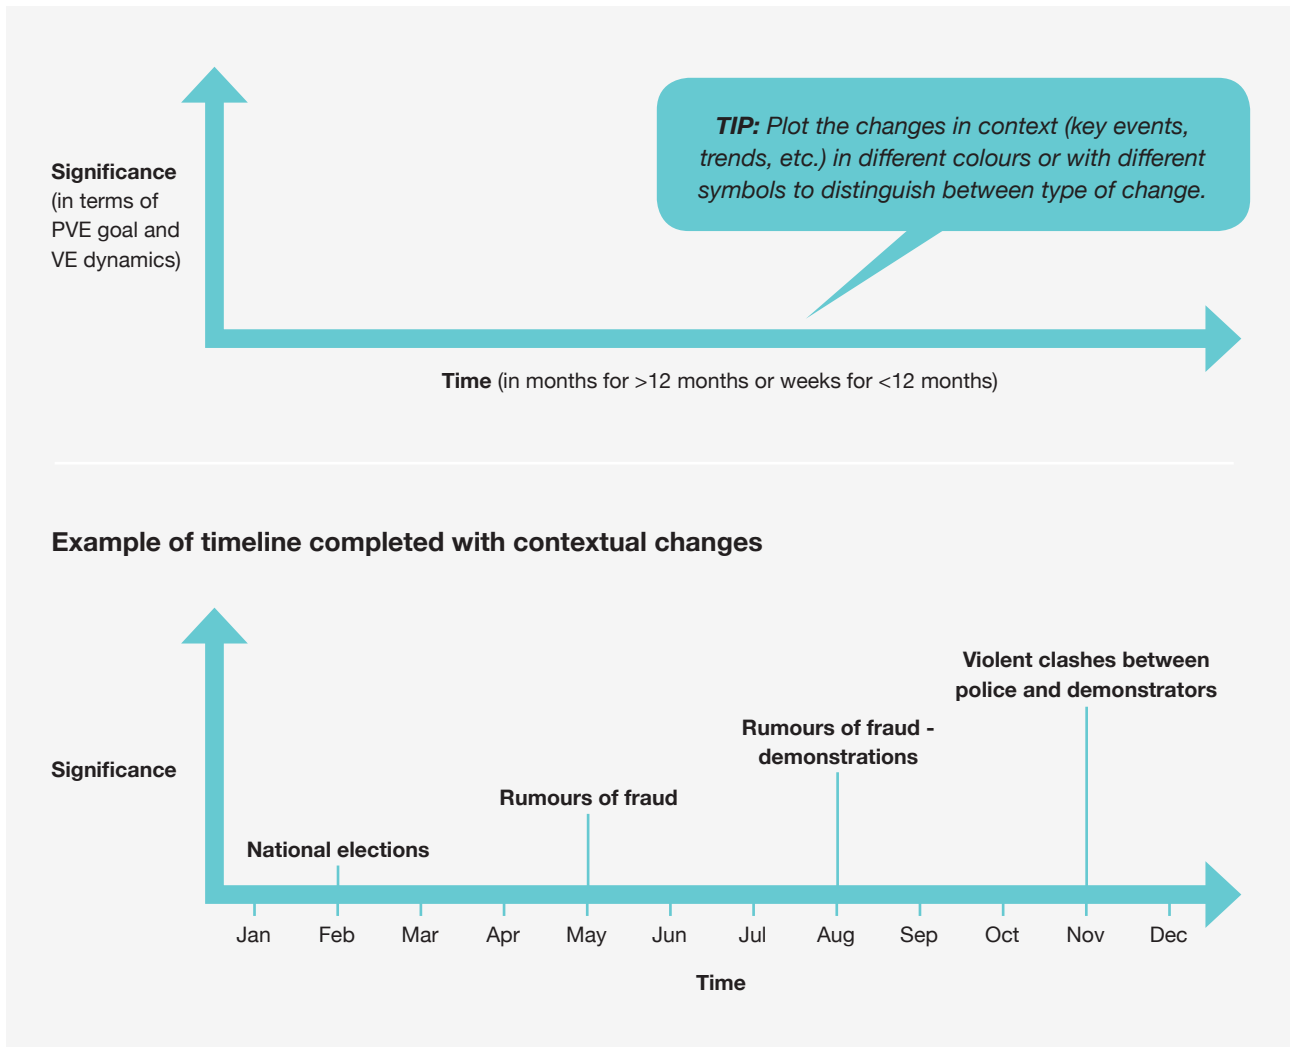 TIP: Plot the changes in context (key events,
trends, etc.) in different colours or with different
symbols to distinguish between type of change.
Significance
(in terms of
PVE goal and
VE dynamics)
Time (in months for >12 months or weeks for <12 months)
Example of timeline completed with contextual changes
Violent clashes between
police and demonstrators
Rumours of fraud -
demonstrations
Significance
Rumours of fraud
National elections
Jan Feb Mar Apr May Jun Jul Aug Sep Oct Nov Dec
Time